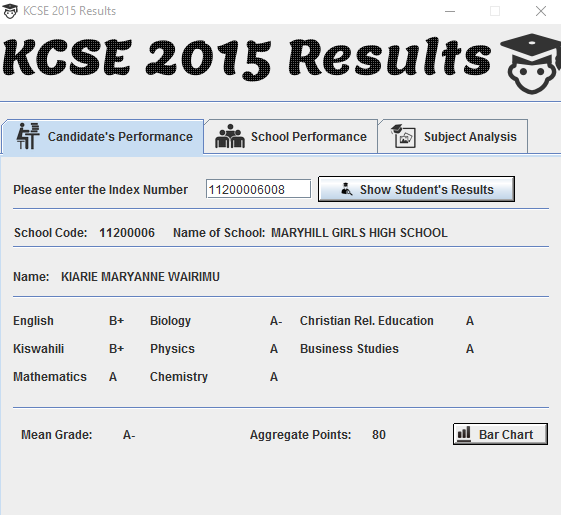 KCSE 2015 Results
KCSE 2015 Results
Candidate's Performance School Performance Subject Analysis
Please enter the Index Number 11200006008 Show Student's Results
School Code: 11200006 Name of School: MARYHILL GIRLS HIGH SCHOOL
Name: KIARIE MARYANNE WAIRIMU
English B+ Biology A- Christian Rel. Education A
Kiswahili B+ Physics A Business Studies A
Mathematics A Chemistry A
Mean Grade: A- Aggregate Points: 80 Bar Chart